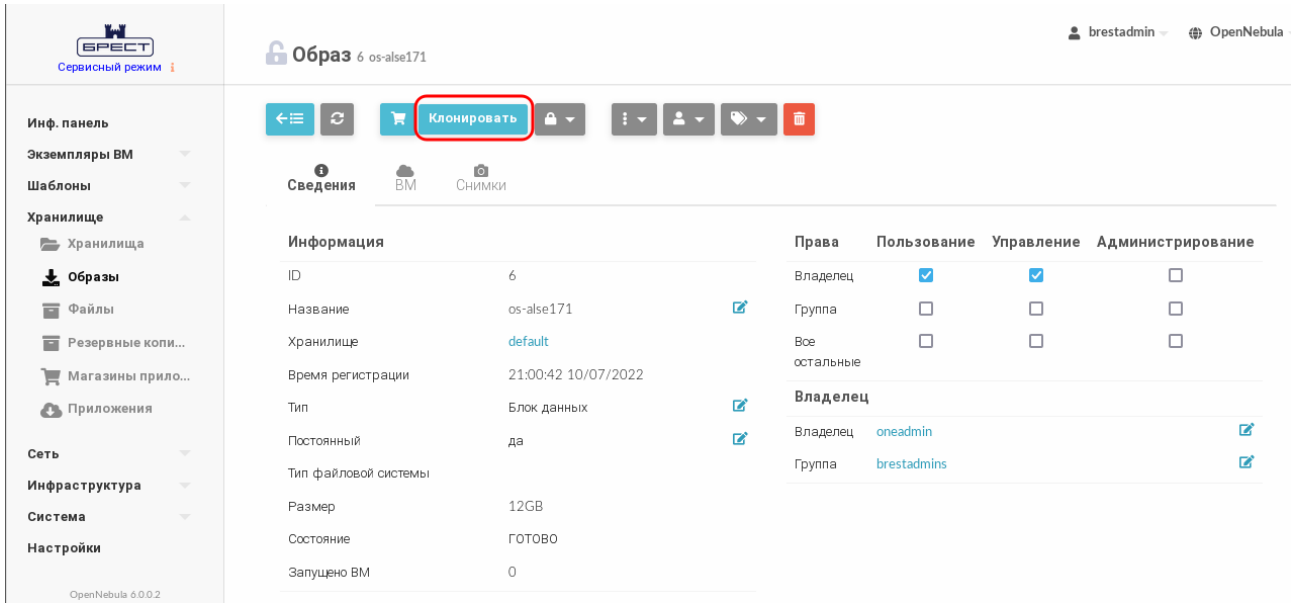 БРЕСТ
Сервисный режим i
Образ 6 os-alse171
brestadmin
OpenNebula
Инф. панель
Экземпляры ВМ
Шаблоны
Хранилище
Хранилища
Образы
Файлы
Резервные копи...
Магазины прило...
Приложения
Сеть
Инфраструктура
Система
Настройки
OpenNebula 6.0.0.2
Клонировать
Сведения ВМ Снимки
Информация
ID 6
Название os-alse171
Хранилище default
Время регистрации 21:00:42 10/07/2022
Тип Блок данных
Постоянный да
Тип файловой системы
Размер 12GB
Состояние ГОТОВО
Запущено ВМ 0
Права Пользование Управление Администрирование
Владелец
Группа
Все
остальные
Владелец
Владелец oneadmin
Группа brestadmins